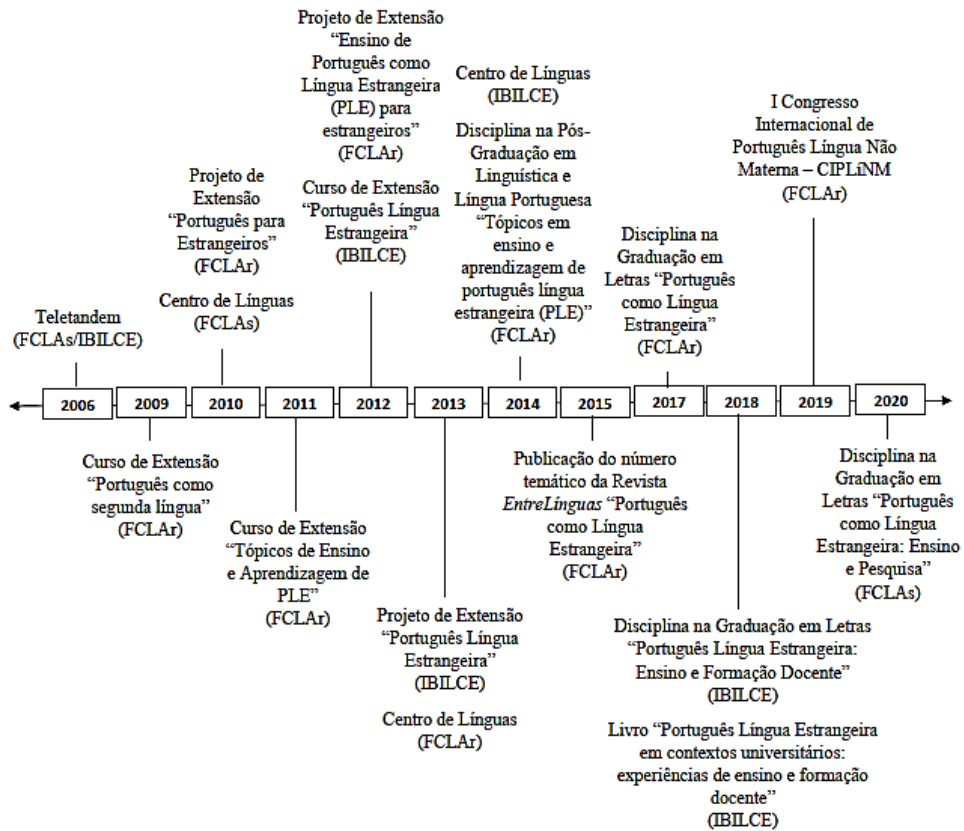 Teletandem
(FCLAs/IBILCE)
Projeto de
Extensão
“Português para
Estrangeiros”
(FCLAr)
Centro de Línguas
(FCLAs)
Projeto de Extensão
“Ensino de
Português como
Língua Estrangeira
(PLE) para
estrangeiros”
(FCLAr)
Curso de Extensão
“Português Língua
Estrangeira”
(IBILCE)
Centro de Línguas
(IBILCE)
Disciplina na Pós-
Graduação em
Linguística e
Língua Portuguesa
“Tópicos em
ensino e
aprendizagem de
português língua
estrangeira (PLE)”
(FCLAr)
Disciplina na
Graduação em
Letras “Português
como Língua
Estrangeira”
(FCLAr)
I Congresso
Internacional de
Português Língua Não
Materna – CIPLíNM
(FCLAr)
2006
2009
2010
2011
2012
2013
2014
2015
2017
2018
2019
2020
Curso de Extensão
“Português como
segunda língua”
(FCLAr)
Curso de Extensão
“Tópicos de Ensino
e Aprendizagem de
PLE”
(FCLAr)
Projeto de Extensão
“Português Língua
Estrangeira”
(IBILCE)
Centro de Línguas
(FCLAr)
Publicação do número
temático da Revista
EntreLínguas “Português
como Língua
Estrangeira”
(FCLAr)
Disciplina na Graduação em Letras
“Português Língua Estrangeira:
Ensino e Formação Docente”
(IBILCE)
Livro “Português Língua Estrangeira
em contextos universitários:
experiências de ensino e formação
docente”
(IBILCE)
Disciplina na
Graduação em
Letras “Português
como Língua
Estrangeira: Ensino
e Pesquisa”
(FCLAs)